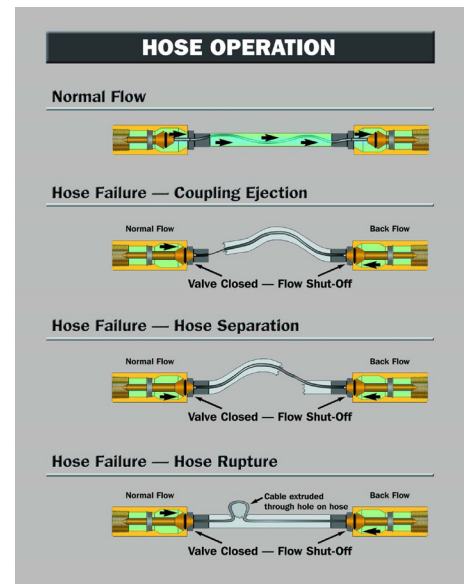 HOSE OPERATION
Normal Flow
Hose Failure — Coupling Ejection
Normal Flow
Back Flow
Valve Closed — Flow Shut-Off
Hose Failure — Hose Separation
Normal Flow
Back Flow
Valve Closed — Flow Shut-Off
Hose Failure — Hose Rupture
Normal Flow
Cable extruded
through hole on hose
Back Flow
Valve Closed — Flow Shut-Off